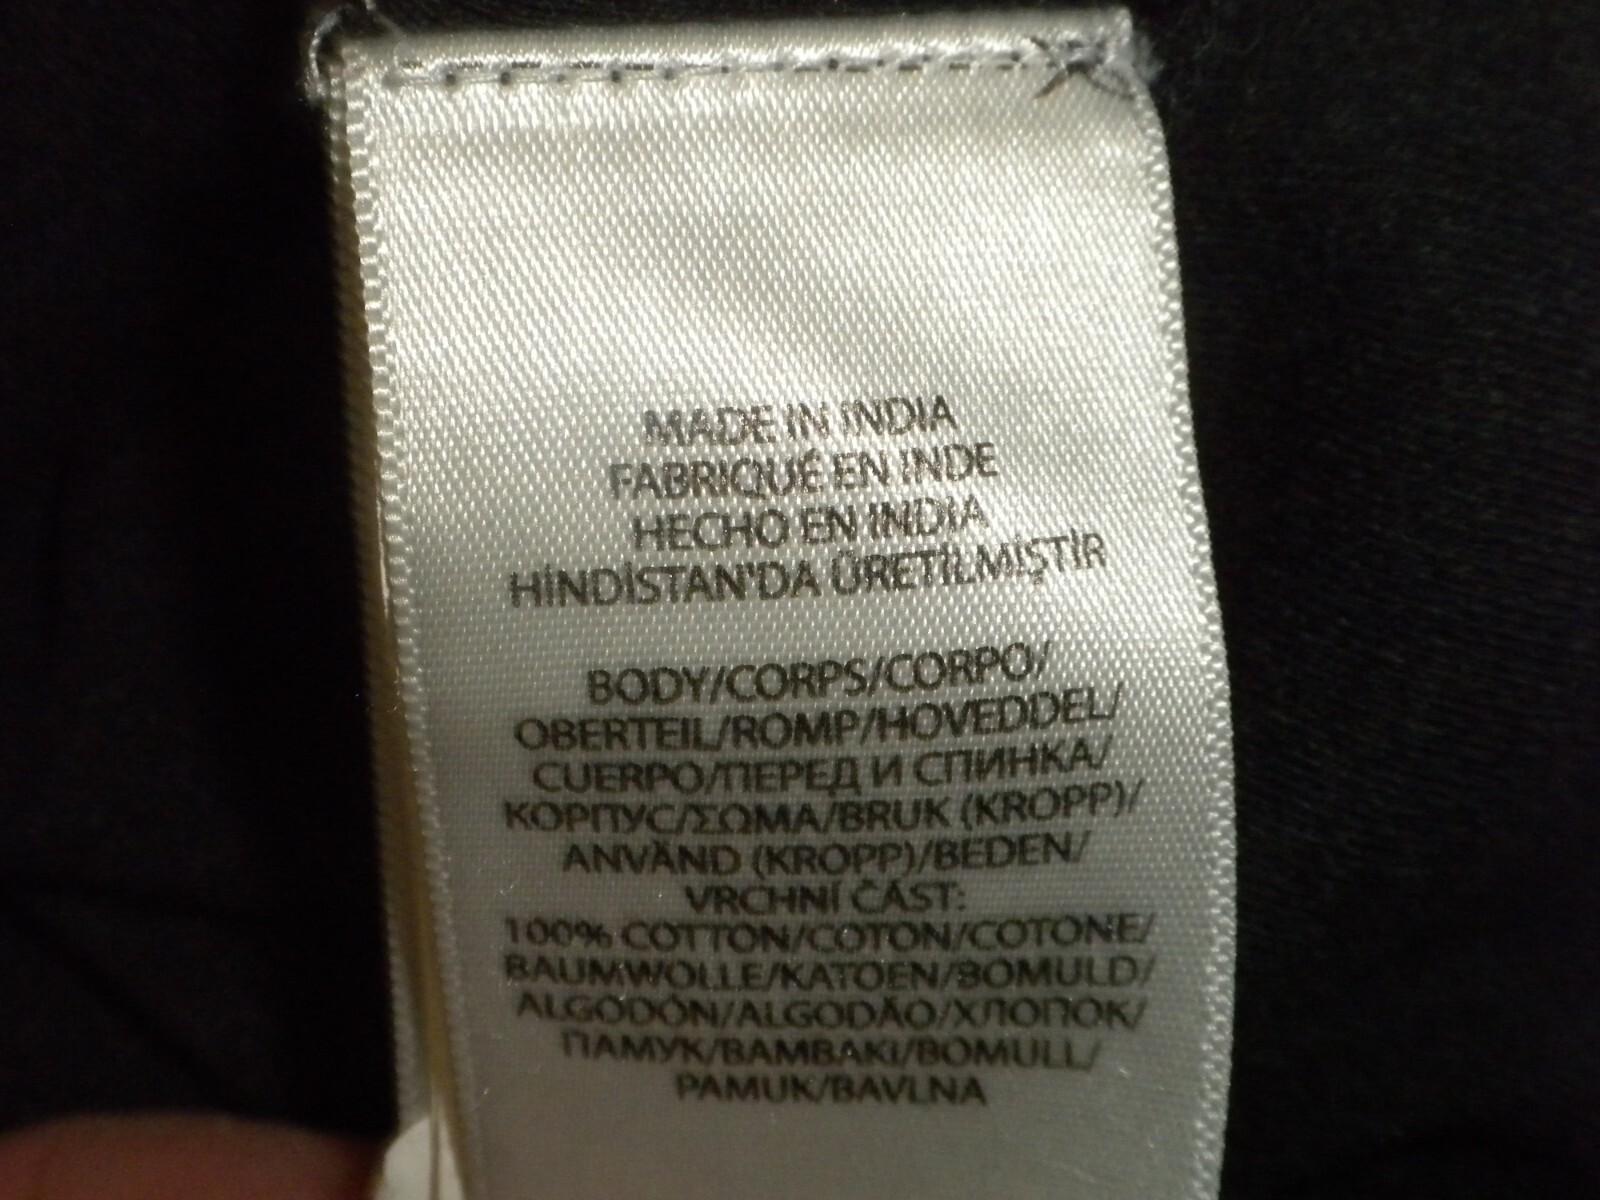 MADE IN INDIA
FABRIQUÉ EN INDE
HECHO EN INDIA
HİNDİSTAN'DA ÜRETİLMİŞTİR
BODY/CORPS/CORPO/
OBERTEIL/ROMP/HOVEDDEL/
CUERPO/ПЕРЕД И СПИНКА/
КОРПУС/ΣΩΜΑ/BRUK (KROPP)/
ANVÄND (KROPP)/BEDEN/
VRCHNÍ ČÁST:
100% COTTON/COTON/COTONE/
BAUMWOLLE/KATOEN/BOMULD/
ALGODÓN/ALGODÃO/ХЛОПОК/
ПАМУК/ΒΑΜΒΑΚΙ/BOMULL/
PAMUK/BAVLNA